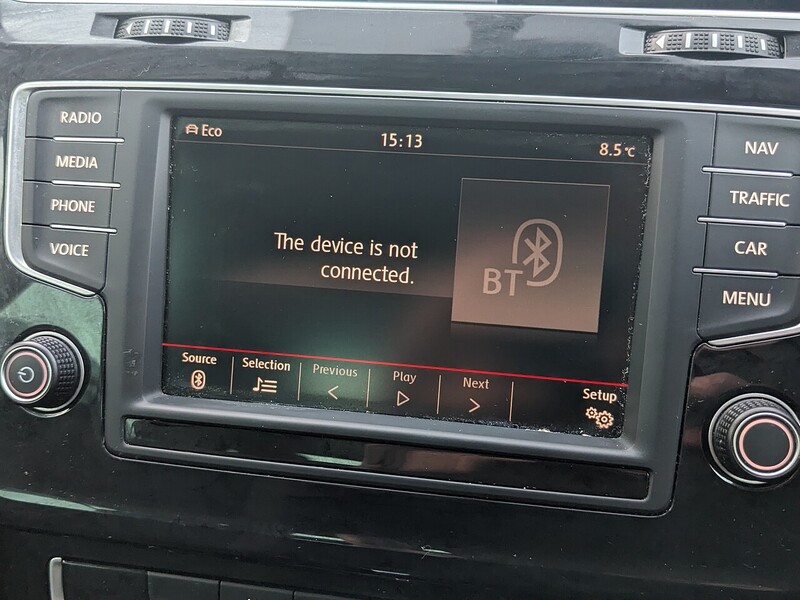 RADIO
MEDIA
PHONE
VOICE
Eco
15:13
8.5°C
The device is not
connected.
BT
Source
Selection
Previous
Play
Next
Setup
NAV
TRAFFIC
CAR
MENU